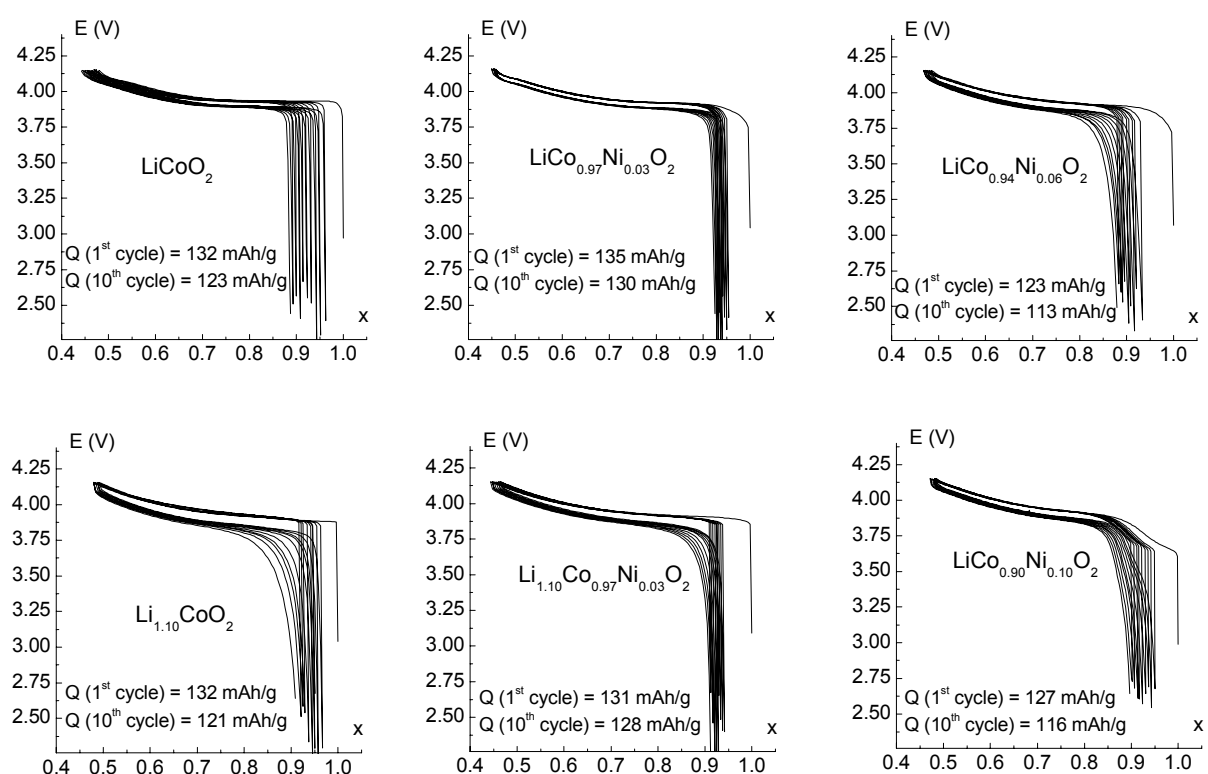 E (V)
4.25
4.00
3.75
3.50
3.25
3.00
2.75
2.50
LiCoO₂
Q (1ˢᵗ cycle) = 132 mAh/g
Q (10ᵗʰ cycle) = 123 mAh/g
x
0.4 0.5 0.6 0.7 0.8 0.9 1.0
E (V)
4.25
4.00
3.75
3.50
3.25
3.00
2.75
2.50
LiCo₀.₉₇Ni₀.₀₃O₂
Q (1ˢᵗ cycle) = 135 mAh/g
Q (10ᵗʰ cycle) = 130 mAh/g
x
0.4 0.5 0.6 0.7 0.8 0.9 1.0
E (V)
4.25
4.00
3.75
3.50
3.25
3.00
2.75
2.50
LiCo₀.₉₄Ni₀.₀₆O₂
Q (1ˢᵗ cycle) = 123 mAh/g
Q (10ᵗʰ cycle) = 113 mAh/g
x
0.4 0.5 0.6 0.7 0.8 0.9 1.0
E (V)
4.25
4.00
3.75
3.50
3.25
3.00
2.75
2.50
Li₁.₁₀CoO₂
Q (1ˢᵗ cycle) = 132 mAh/g
Q (10ᵗʰ cycle) = 121 mAh/g
x
0.4 0.5 0.6 0.7 0.8 0.9 1.0
E (V)
4.25
4.00
3.75
3.50
3.25
3.00
2.75
2.50
Li₁.₁₀Co₀.₉₇Ni₀.₀₃O₂
Q (1ˢᵗ cycle) = 131 mAh/g
Q (10ᵗʰ cycle) = 128 mAh/g
x
0.4 0.5 0.6 0.7 0.8 0.9 1.0
E (V)
4.25
4.00
3.75
3.50
3.25
3.00
2.75
2.50
LiCo₀.₉₀Ni₀.₁₀O₂
Q (1ˢᵗ cycle) = 127 mAh/g
Q (10ᵗʰ cycle) = 116 mAh/g
x
0.4 0.5 0.6 0.7 0.8 0.9 1.0